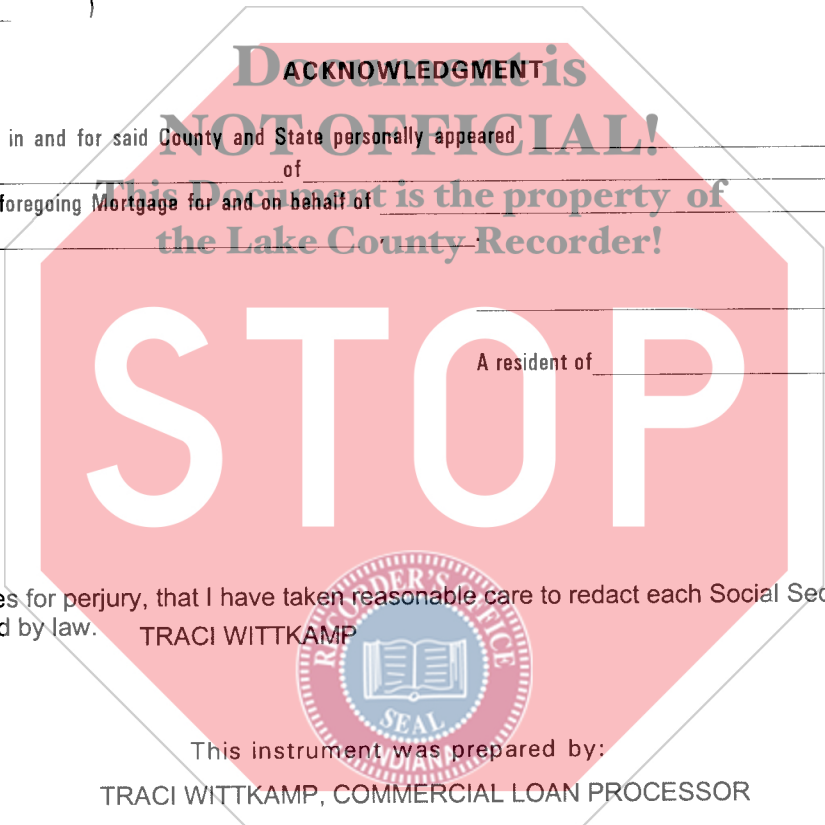 )
Document is
ACKNOWLEDGMENT
NOT OFFICIAL!
in and for said County and State personally appeared
of
This Document is the property of
foregoing Mortgage for and on behalf of
the Lake County Recorder!
STOP
A resident of
es for perjury, that I have taken reasonable care to redact each Social Sec
d by law. TRACI WITTKAMP
RECORDER'S OFFICE
SEAL
INDIANA
This instrument was prepared by:
TRACI WITTKAMP, COMMERCIAL LOAN PROCESSOR